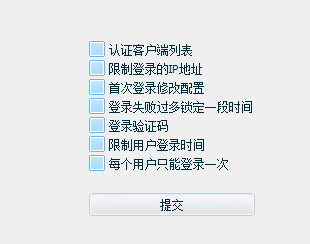 认证客户端列表
限制登录的IP地址
首次登录修改配置
登录失败过多锁定一段时间
登录验证码
限制用户登录时间
每个用户只能登录一次
提交